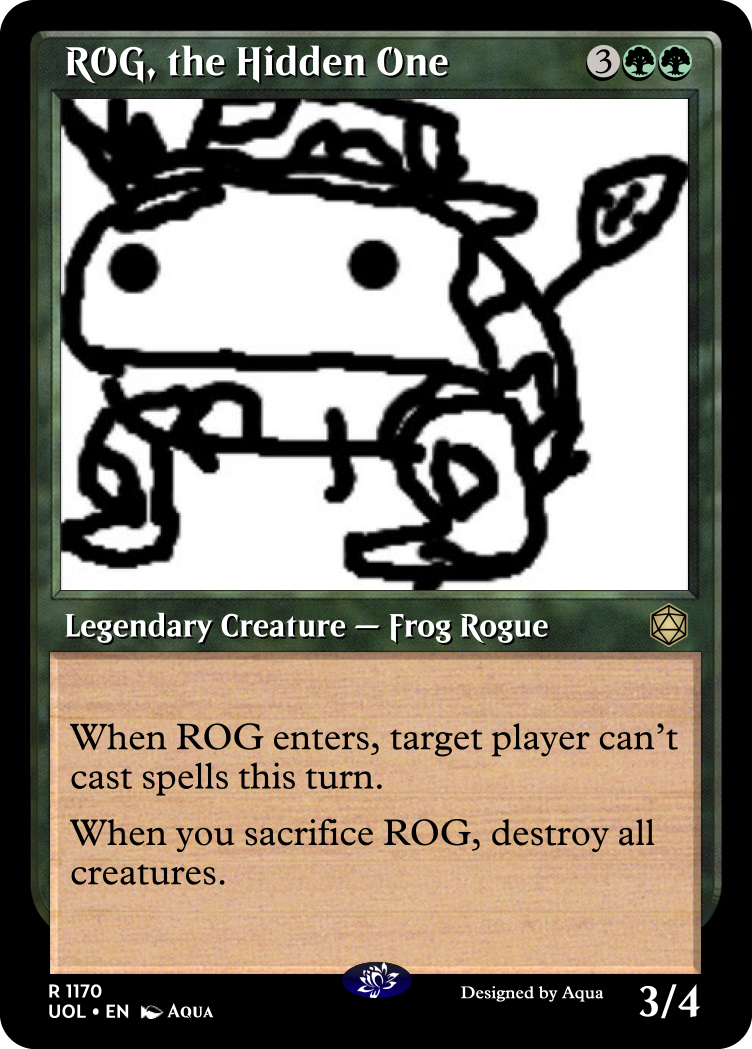 ROG, the Hidden One 3
Legendary Creature — Frog Rogue
When ROG enters, target player can't
cast spells this turn.
When you sacrifice ROG, destroy all
creatures.
R 1170
UOL • EN Aqua
Designed by Aqua
3/4